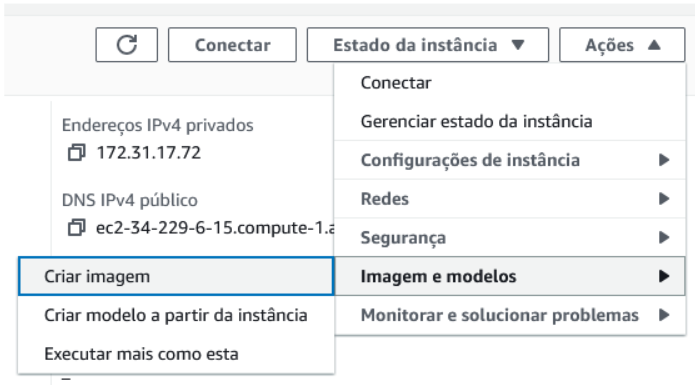 Conectar
Estado da instância
Ações
Conectar
Gerenciar estado da instância
Configurações de instância
Redes
Segurança
Imagem e modelos
Monitorar e solucionar problemas
Endereços IPv4 privados
172.31.17.72
DNS IPv4 público
ec2-34-229-6-15.compute-1.a
Criar imagem
Criar modelo a partir da instância
Executar mais como esta